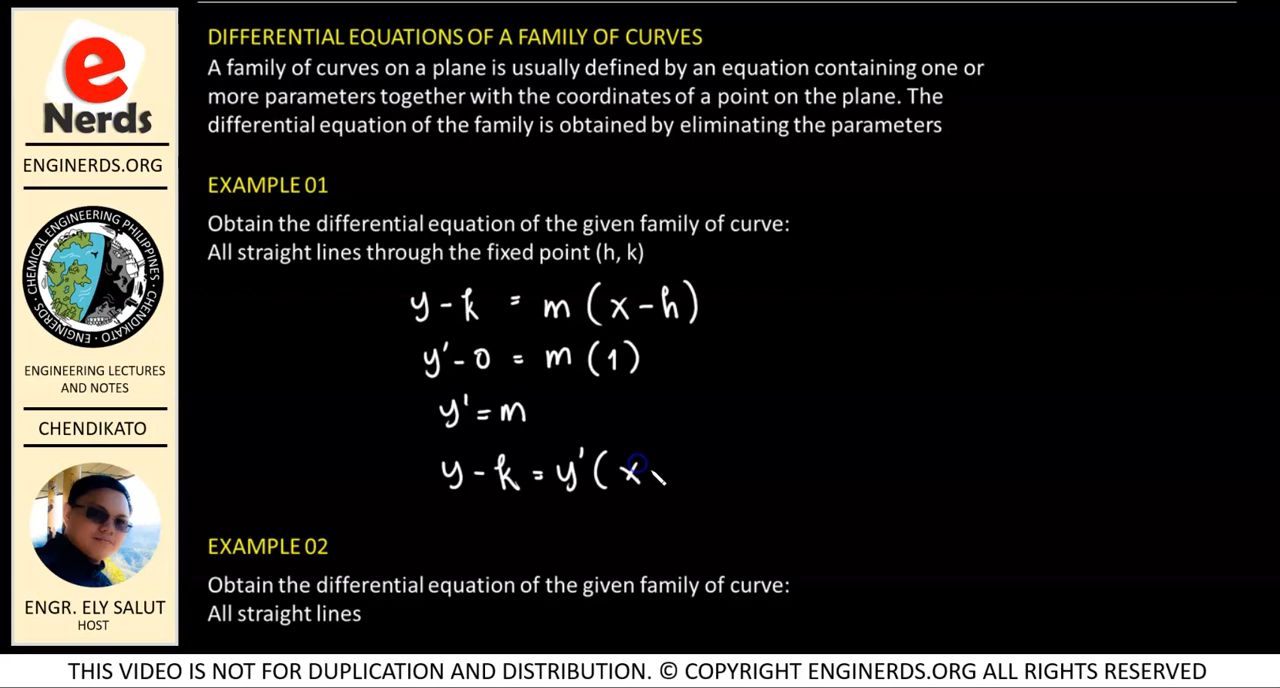 e
Nerds
ENGINERDS.ORG
CHEMICAL ENGINEERING PHILIPPINES • CHENDIKATO • ENGINERDS •
ENGINEERING LECTURES
AND NOTES
CHENDIKATO
ENGR. ELY SALUT
HOST
DIFFERENTIAL EQUATIONS OF A FAMILY OF CURVES
A family of curves on a plane is usually defined by an equation containing one or
more parameters together with the coordinates of a point on the plane. The
differential equation of the family is obtained by eliminating the parameters
EXAMPLE 01
Obtain the differential equation of the given family of curve:
All straight lines through the fixed point (h, k)
y - k = m (x - h)
y' - 0 = m (1)
y' = m
y - k = y' ( x
EXAMPLE 02
Obtain the differential equation of the given family of curve:
All straight lines
THIS VIDEO IS NOT FOR DUPLICATION AND DISTRIBUTION. © COPYRIGHT ENGINERDS.ORG ALL RIGHTS RESERVED